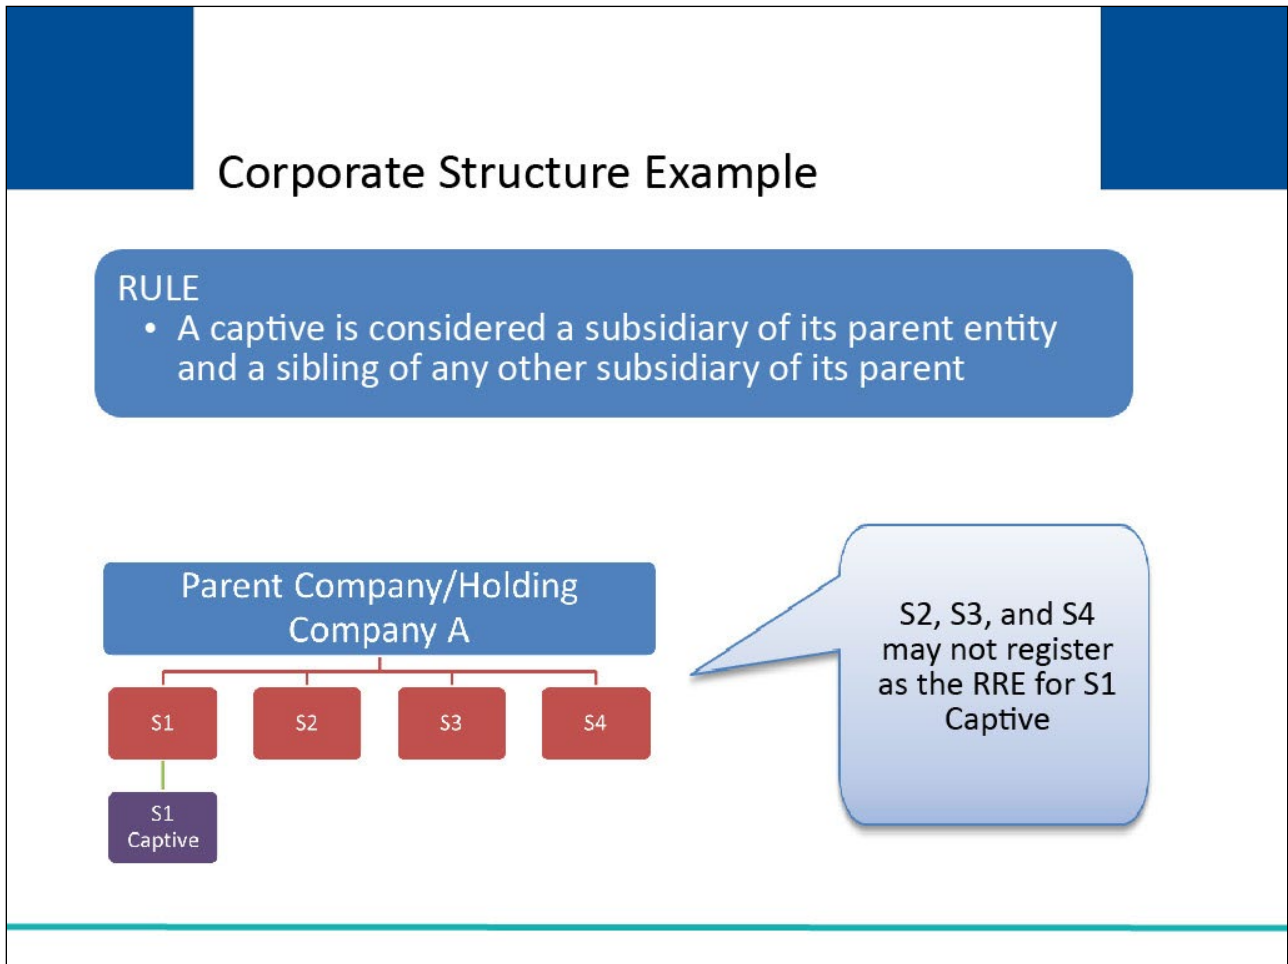 Corporate Structure Example
RULE
• A captive is considered a subsidiary of its parent entity
and a sibling of any other subsidiary of its parent
Parent Company/Holding
Company A
S1
S2
S3
S4
S1
Captive
S2, S3, and S4
may not register
as the RRE for S1
Captive